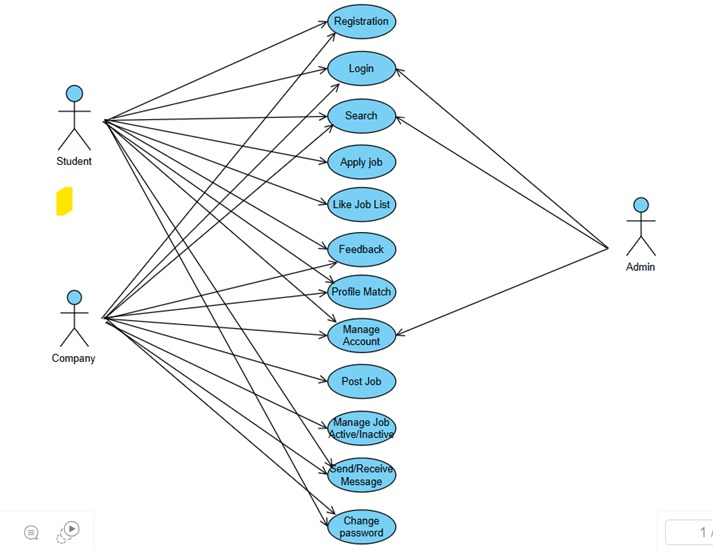 Registration
Login
Student
Search
Apply job
Like Job List
Feedback
Admin
Profile Match
Company
Manage
Account
Post Job
Manage Job
Active/Inactive
Send/Receive
Message
Change
password
1 /